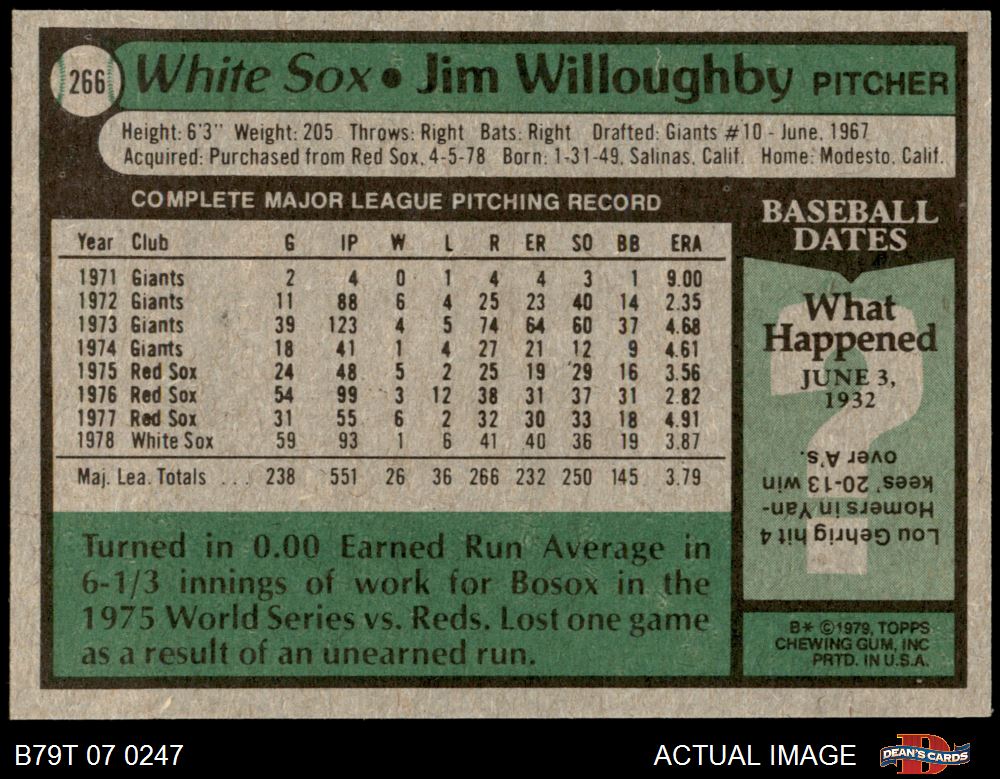 266 White Sox • Jim Willoughby PITCHER
Height: 6'3" Weight: 205 Throws: Right Bats: Right Drafted: Giants #10 - June, 1967
Acquired: Purchased from Red Sox, 4-5-78 Born: 1-31-49, Salinas, Calif. Home: Modesto, Calif.
COMPLETE MAJOR LEAGUE PITCHING RECORD
Year Club G IP W L R ER SO BB ERA
1971 Giants 2 4 0 1 4 4 3 1 9.00
1972 Giants 11 88 6 4 25 23 40 14 2.35
1973 Giants 39 123 4 5 74 64 60 37 4.68
1974 Giants 18 41 1 4 27 21 12 9 4.61
1975 Red Sox 24 48 5 2 25 19 29 16 3.56
1976 Red Sox 54 99 3 12 38 31 37 31 2.82
1977 Red Sox 31 55 6 2 32 30 33 18 4.91
1978 White Sox 59 93 1 6 41 40 36 19 3.87
Maj. Lea. Totals ... 238 551 26 36 266 232 250 145 3.79
Turned in 0.00 Earned Run Average in
6-1/3 innings of work for Bosox in the
1975 World Series vs. Reds. Lost one game
as a result of an unearned run.
BASEBALL
DATES
What
Happened
JUNE 3,
1932
?
Lou Gehrig hit 4
Homers in Yan-
kees' 20-13 win
over A's.
B* ©1979, TOPPS
CHEWING GUM, INC
PRTD. IN U.S.A.
B79T 07 0247
ACTUAL IMAGE
D
DEAN'S CARDS